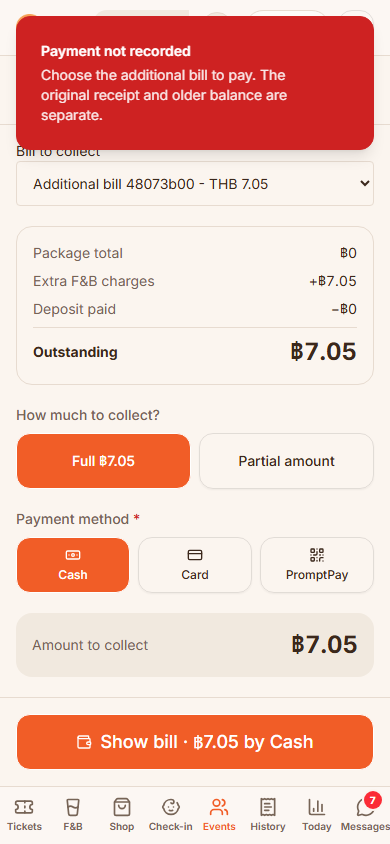 Payment not recorded
Choose the additional bill to pay. The
original receipt and older balance are
separate.
Bill to collect
Additional bill 48073b00 - THB 7.05
Package total ฿0
Extra F&B charges +฿7.05
Deposit paid −฿0
Outstanding ฿7.05
How much to collect?
Full ฿7.05 Partial amount
Payment method *
Cash Card PromptPay
Amount to collect ฿7.05
Show bill · ฿7.05 by Cash
7
Tickets F&B Shop Check-in Events History Today Messages